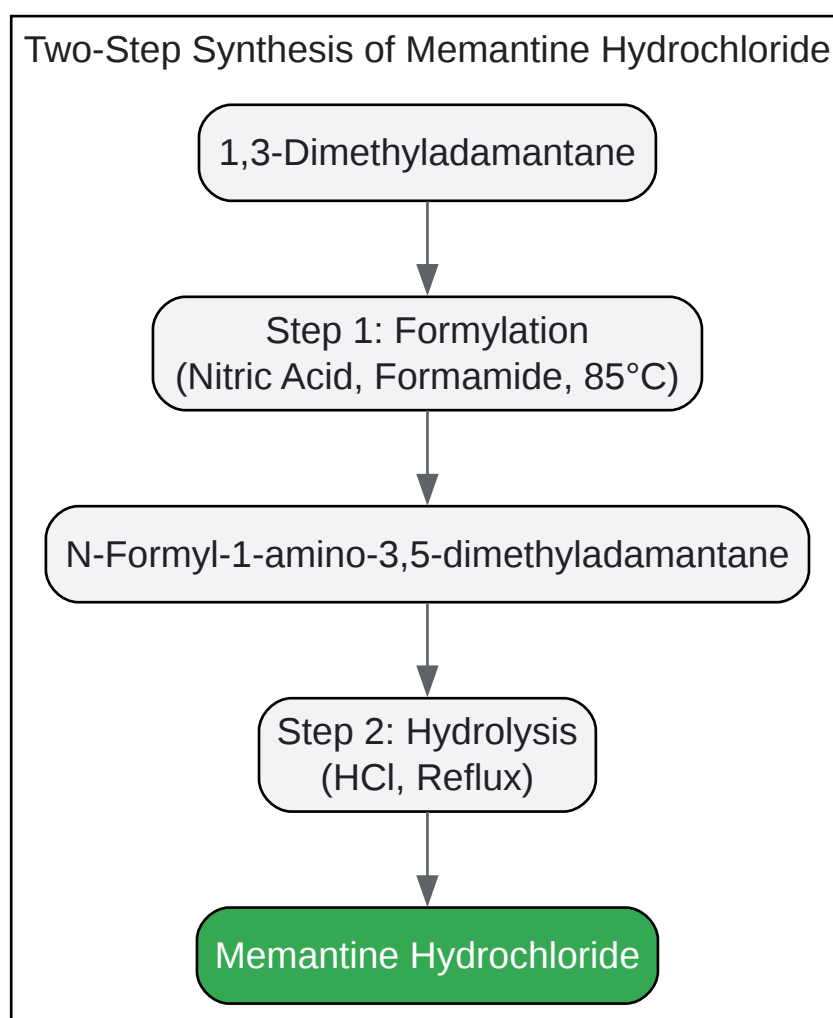 Two-Step Synthesis of Memantine Hydrochloride
1,3-Dimethyladamantane
Step 1: Formylation
(Nitric Acid, Formamide, 85°C)
N-Formyl-1-amino-3,5-dimethyladamantane
Step 2: Hydrolysis
(HCl, Reflux)
Memantine Hydrochloride